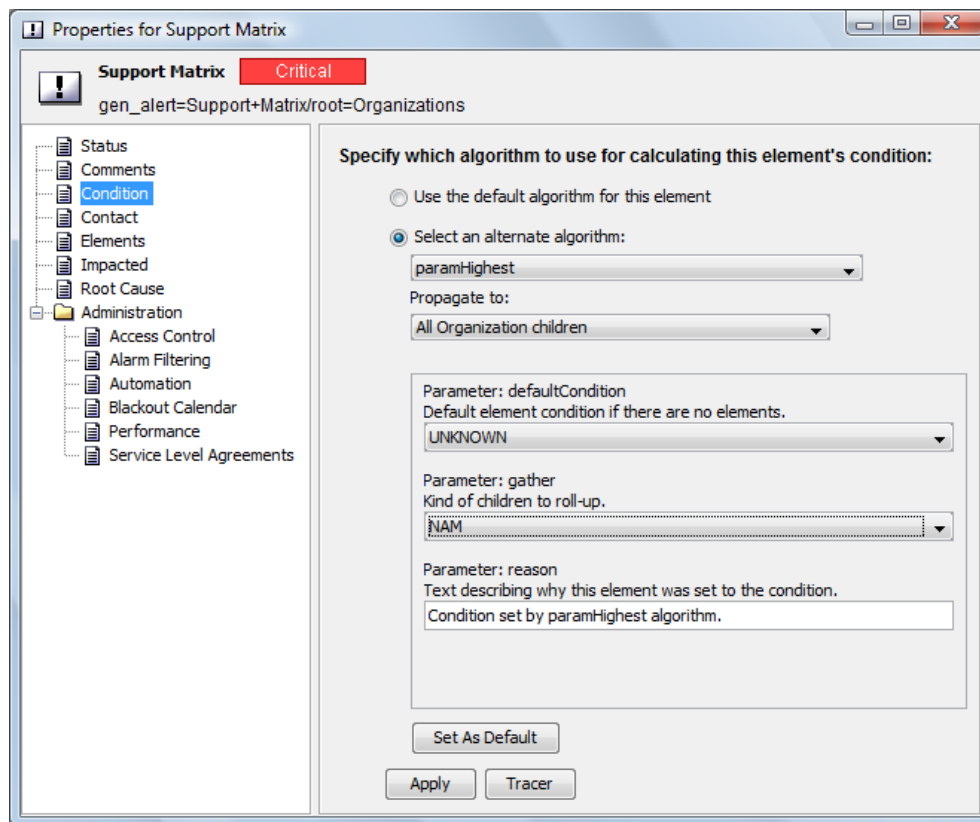 Properties for Support Matrix
Support Matrix Critical
gen_alert=Support+Matrix/root=Organizations
Status
Comments
Condition
Contact
Elements
Impacted
Root Cause
Administration
Access Control
Alarm Filtering
Automation
Blackout Calendar
Performance
Service Level Agreements
Specify which algorithm to use for calculating this element's condition:
Use the default algorithm for this element
Select an alternate algorithm:
paramHighest
Propagate to:
All Organization children
Parameter: defaultCondition
Default element condition if there are no elements.
UNKNOWN
Parameter: gather
Kind of children to roll-up.
NAM
Parameter: reason
Text describing why this element was set to the condition.
Condition set by paramHighest algorithm.
Set As Default
Apply Tracer